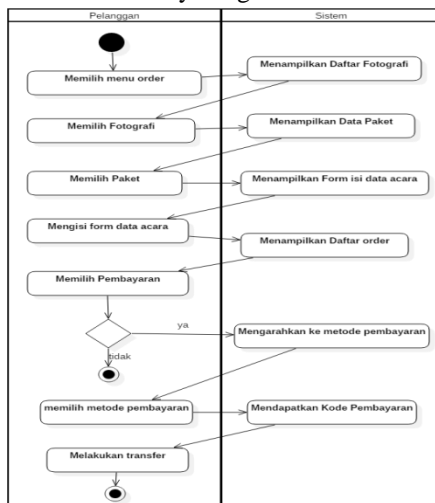 Pelanggan
Sistem
Memilih menu order
Menampilkan Daftar Fotografi
Memilih Fotografi
Menampilkan Data Paket
Memilih Paket
Menampilkan Form isi data acara
Mengisi form data acara
Menampilkan Daftar order
Memilih Pembayaran
ya
Mengarahkan ke metode pembayaran
tidak
memilih metode pembayaran
Mendapatkan Kode Pembayaran
Melakukan transfer